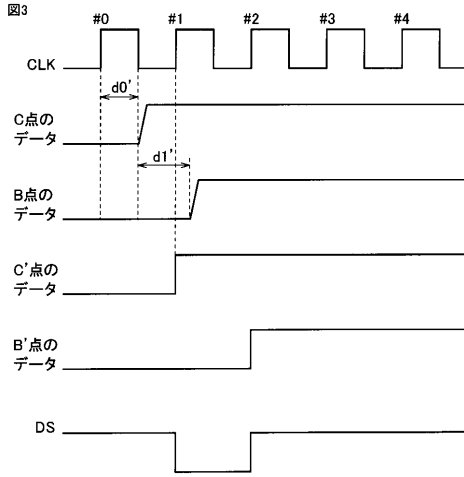 図3
#0 #1 #2 #3 #4
CLK
d0'
C点の
データ
d1'
B点の
データ
C'点の
データ
B'点の
データ
DS